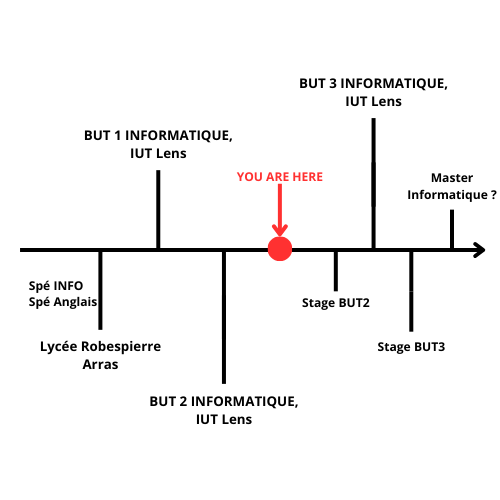 BUT 3 INFORMATIQUE,
IUT Lens
BUT 1 INFORMATIQUE,
IUT Lens
YOU ARE HERE
Master
Informatique ?
Spé INFO
Spé Anglais
Stage BUT2
Lycée Robespierre
Arras
Stage BUT3
BUT 2 INFORMATIQUE,
IUT Lens